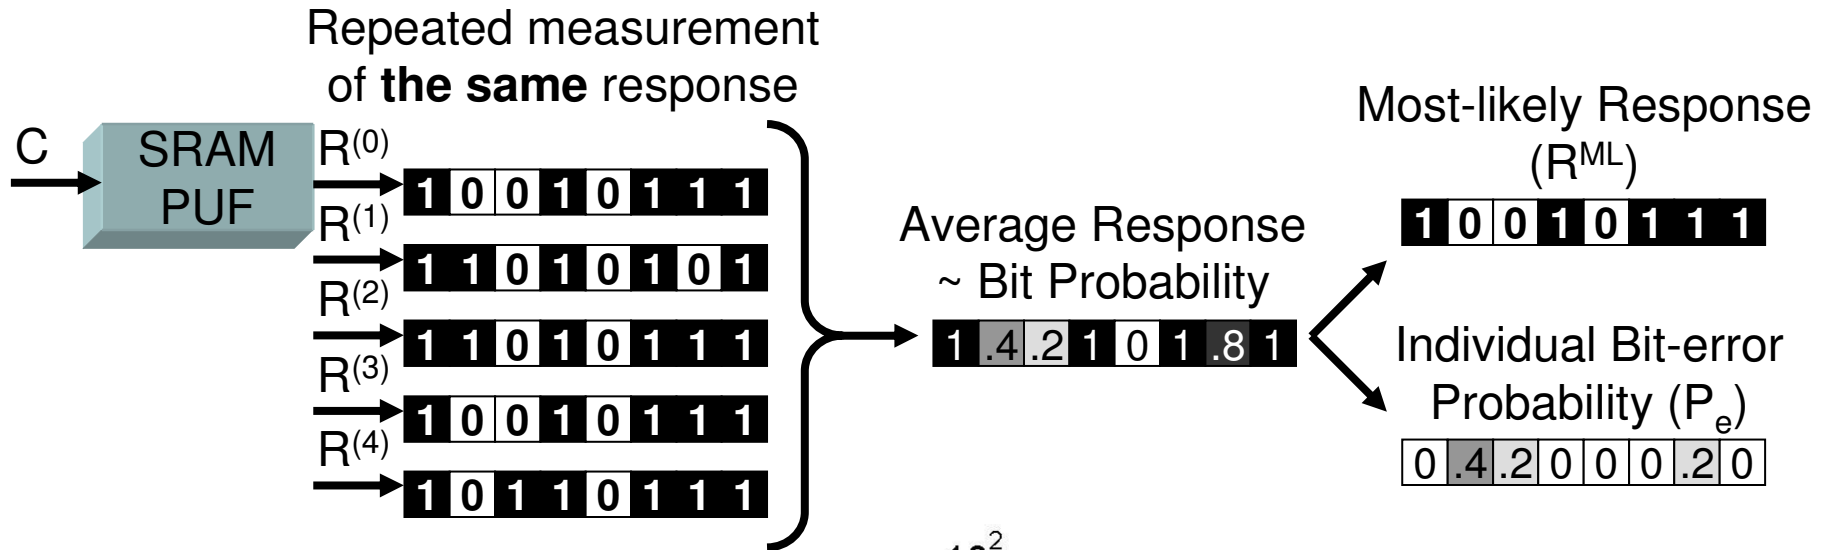 Repeated measurement
of the same response
C
SRAM
PUF
R(0)
1 0 0 1 0 1 1 1
R(1)
1 1 0 1 0 1 0 1
R(2)
1 1 0 1 0 1 1 1
R(3)
1 0 0 1 0 1 1 1
R(4)
1 0 1 1 0 1 1 1
Average Response
~ Bit Probability
1 .4 .2 1 0 1 .8 1
Most-likely Response
(RML)
1 0 0 1 0 1 1 1
Individual Bit-error
Probability (Pe)
0 .4 .2 0 0 0 .2 0